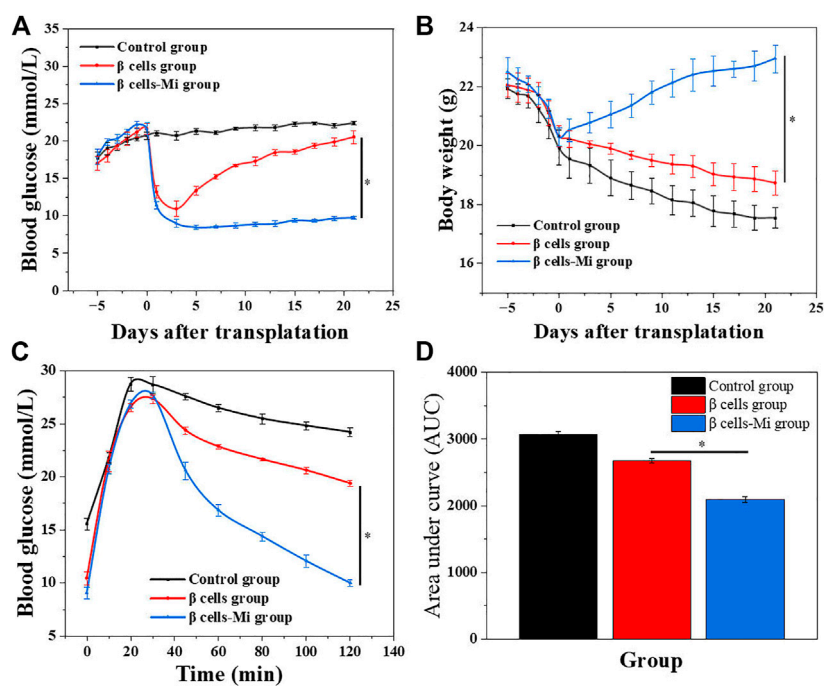 A
Blood glucose (mmol/L)
35
30
25
20
15
10
5
0
Control group
β cells group
β cells-Mi group
*
−5 0 5 10 15 20 25
Days after transplatation
B
Body weight (g)
24
22
20
18
16
*
Control group
β cells group
β cells-Mi group
−5 0 5 10 15 20 25
Days after transplatation
C
Blood glucose (mmol/L)
30
25
20
15
10
5
*
Control group
β cells group
β cells-Mi group
0 20 40 60 80 100 120 140
Time (min)
D
Area under curve (AUC)
4000
3000
2000
1000
0
Control group
β cells group
β cells-Mi group
*
Group